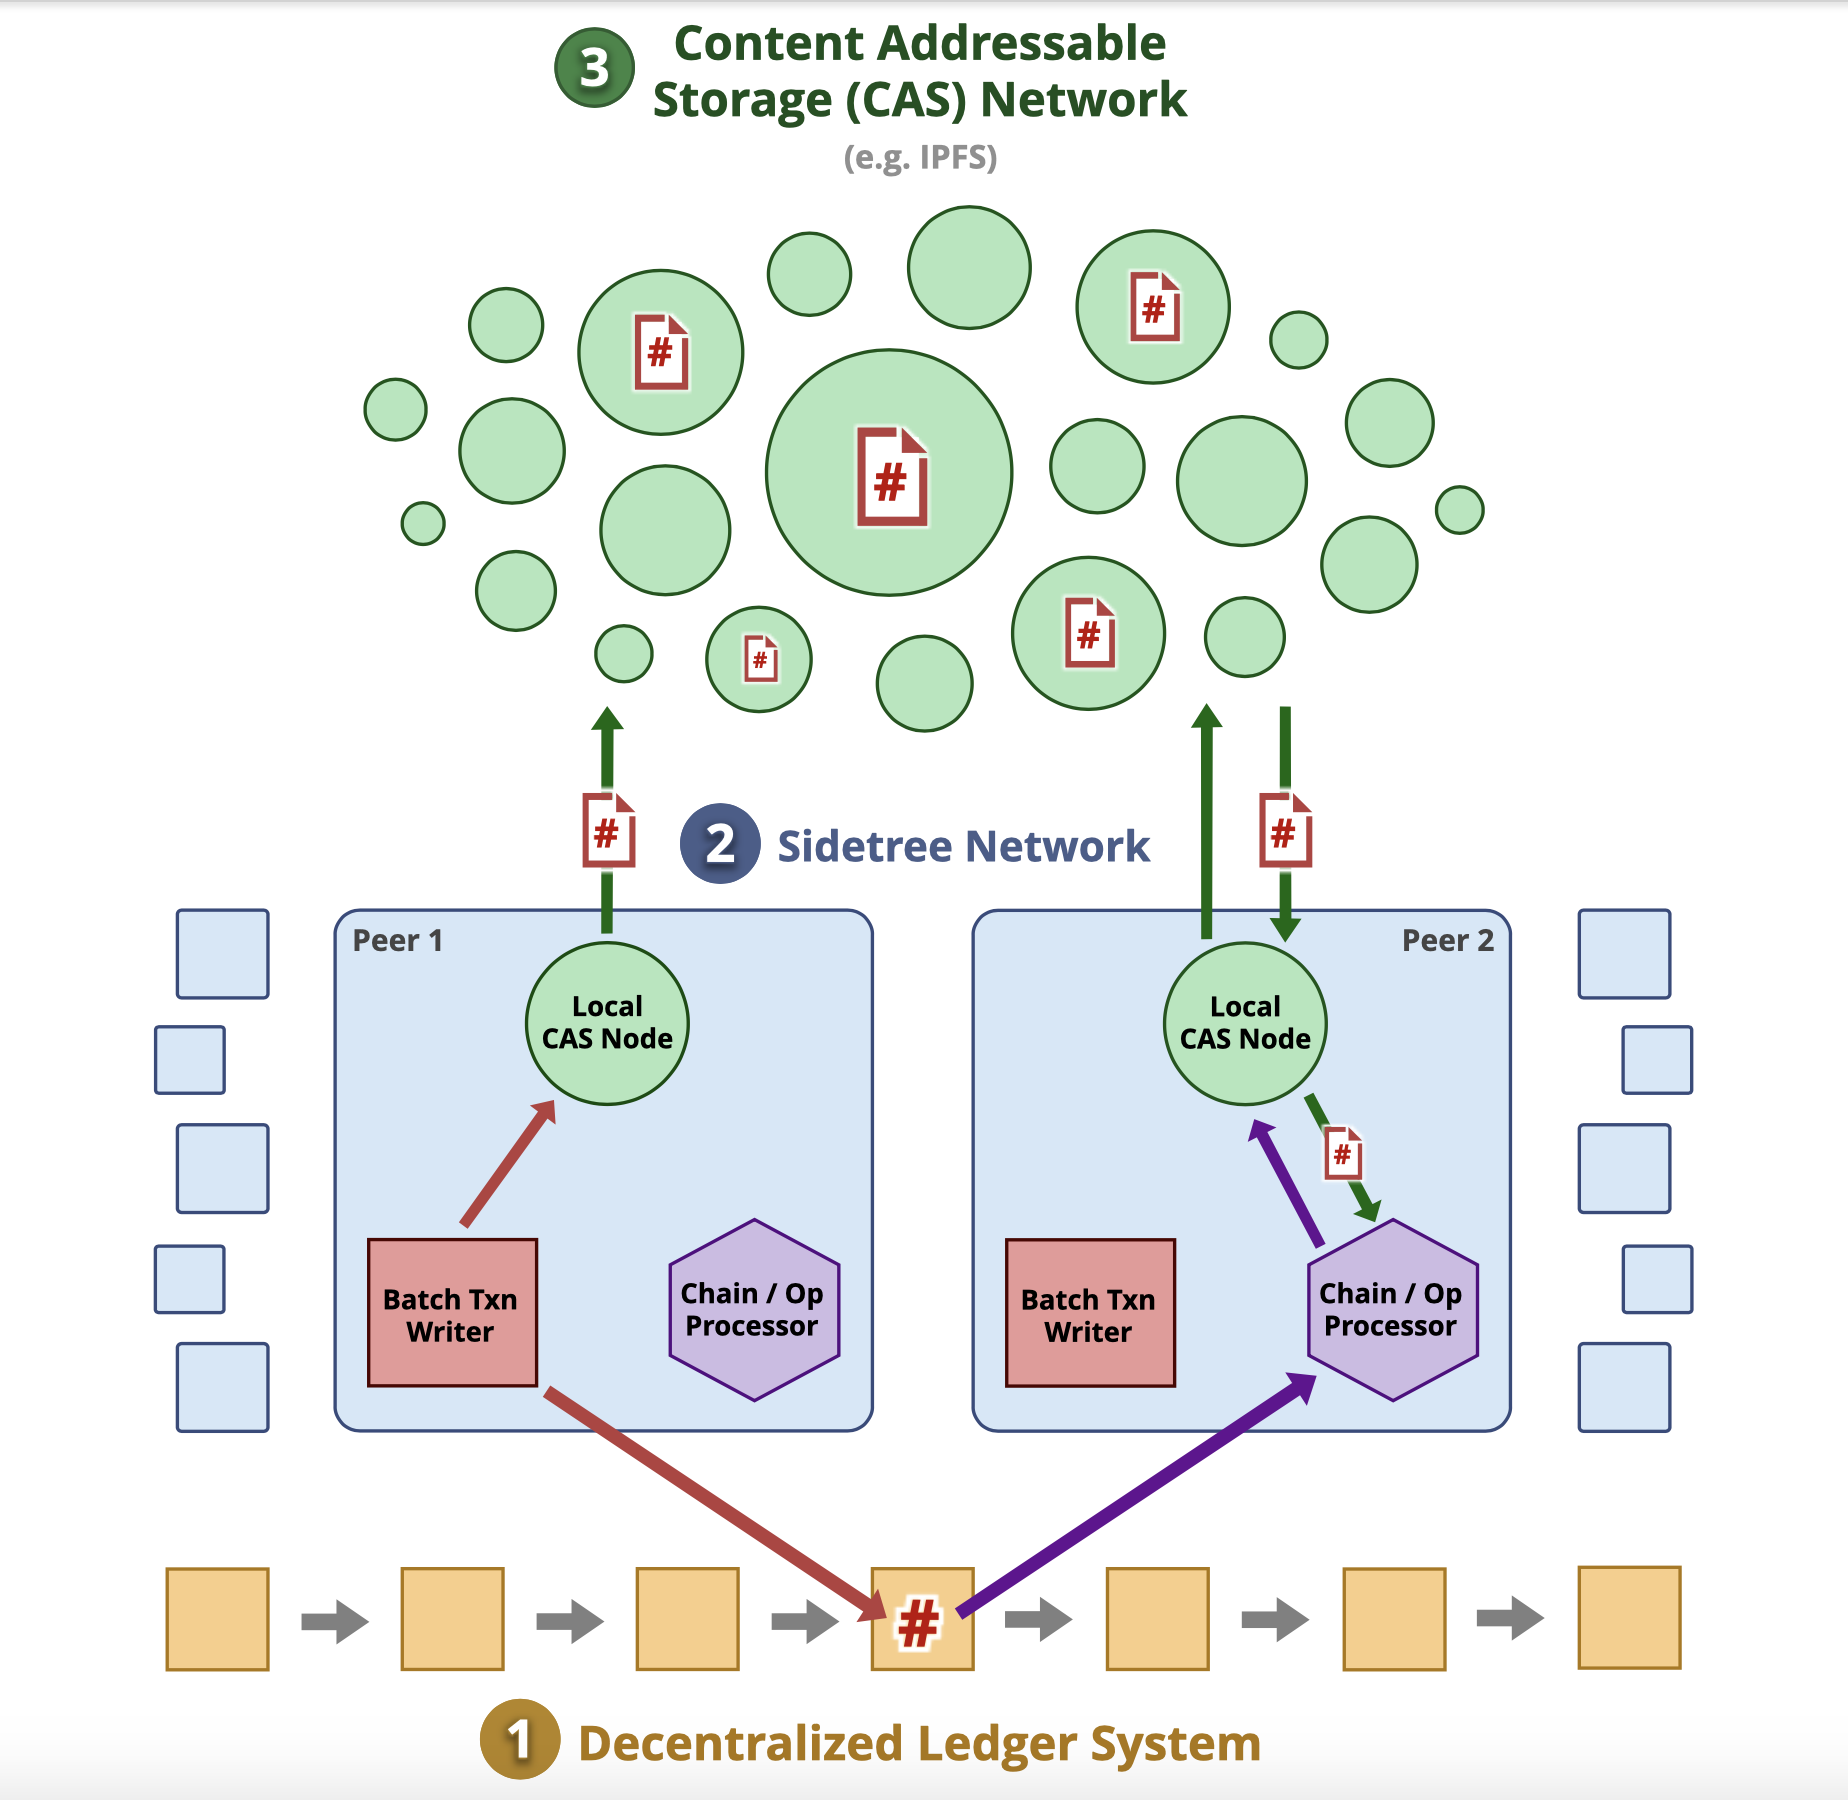 3
Content Addressable
Storage (CAS) Network
(e.g. IPFS)
#
#
#
#
#
#
#
2
Sidetree Network
Peer 1
Local
CAS Node
Batch Txn
Writer
Chain / Op
Processor
Peer 2
Local
CAS Node
#
Batch Txn
Writer
Chain / Op
Processor
#
1
Decentralized Ledger System